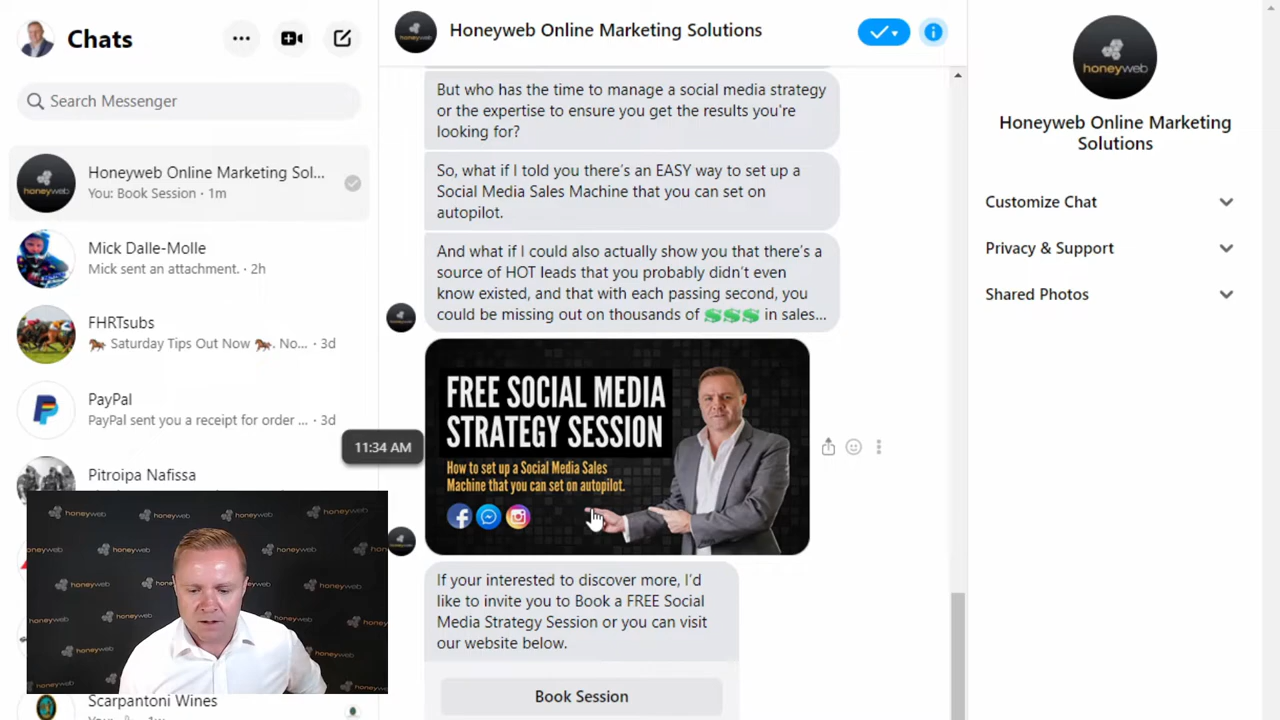 Chats
Search Messenger
Honeyweb Online Marketing Sol...
You: Book Session · 1m
Mick Dalle-Molle
Mick sent an attachment. · 2h
FHRTsubs
Saturday Tips Out Now 🐎. No... · 3d
PayPal
PayPal sent you a receipt for order ... · 3d
Pitroipa Nafissa
Scarpantoni Wines
honeyweb
Honeyweb Online Marketing Solutions
But who has the time to manage a social media strategy
or the expertise to ensure you get the results you're
looking for?
So, what if I told you there's an EASY way to set up a
Social Media Sales Machine that you can set on
autopilot.
And what if I could also actually show you that there's a
source of HOT leads that you probably didn't even
know existed, and that with each passing second, you
could be missing out on thousands of 💸💸💸 in sales...
11:34 AM
FREE SOCIAL MEDIA
STRATEGY SESSION
How to set up a Social Media Sales
Machine that you can set on autopilot.
If your interested to discover more, I'd
like to invite you to Book a FREE Social
Media Strategy Session or you can visit
our website below.
Book Session
honeyweb
Honeyweb Online Marketing
Solutions
Customize Chat
Privacy & Support
Shared Photos